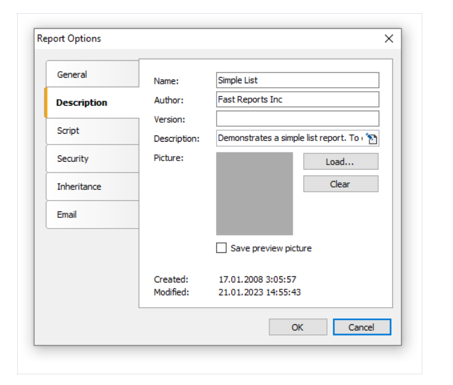 Report Options
General
Description
Script
Security
Inheritance
Email
Name: Simple List
Author: Fast Reports Inc
Version:
Description: Demonstrates a simple list report. To
Picture:
Load...
Clear
Save preview picture
Created: 17.01.2008 3:05:57
Modified: 21.01.2023 14:55:43
OK Cancel